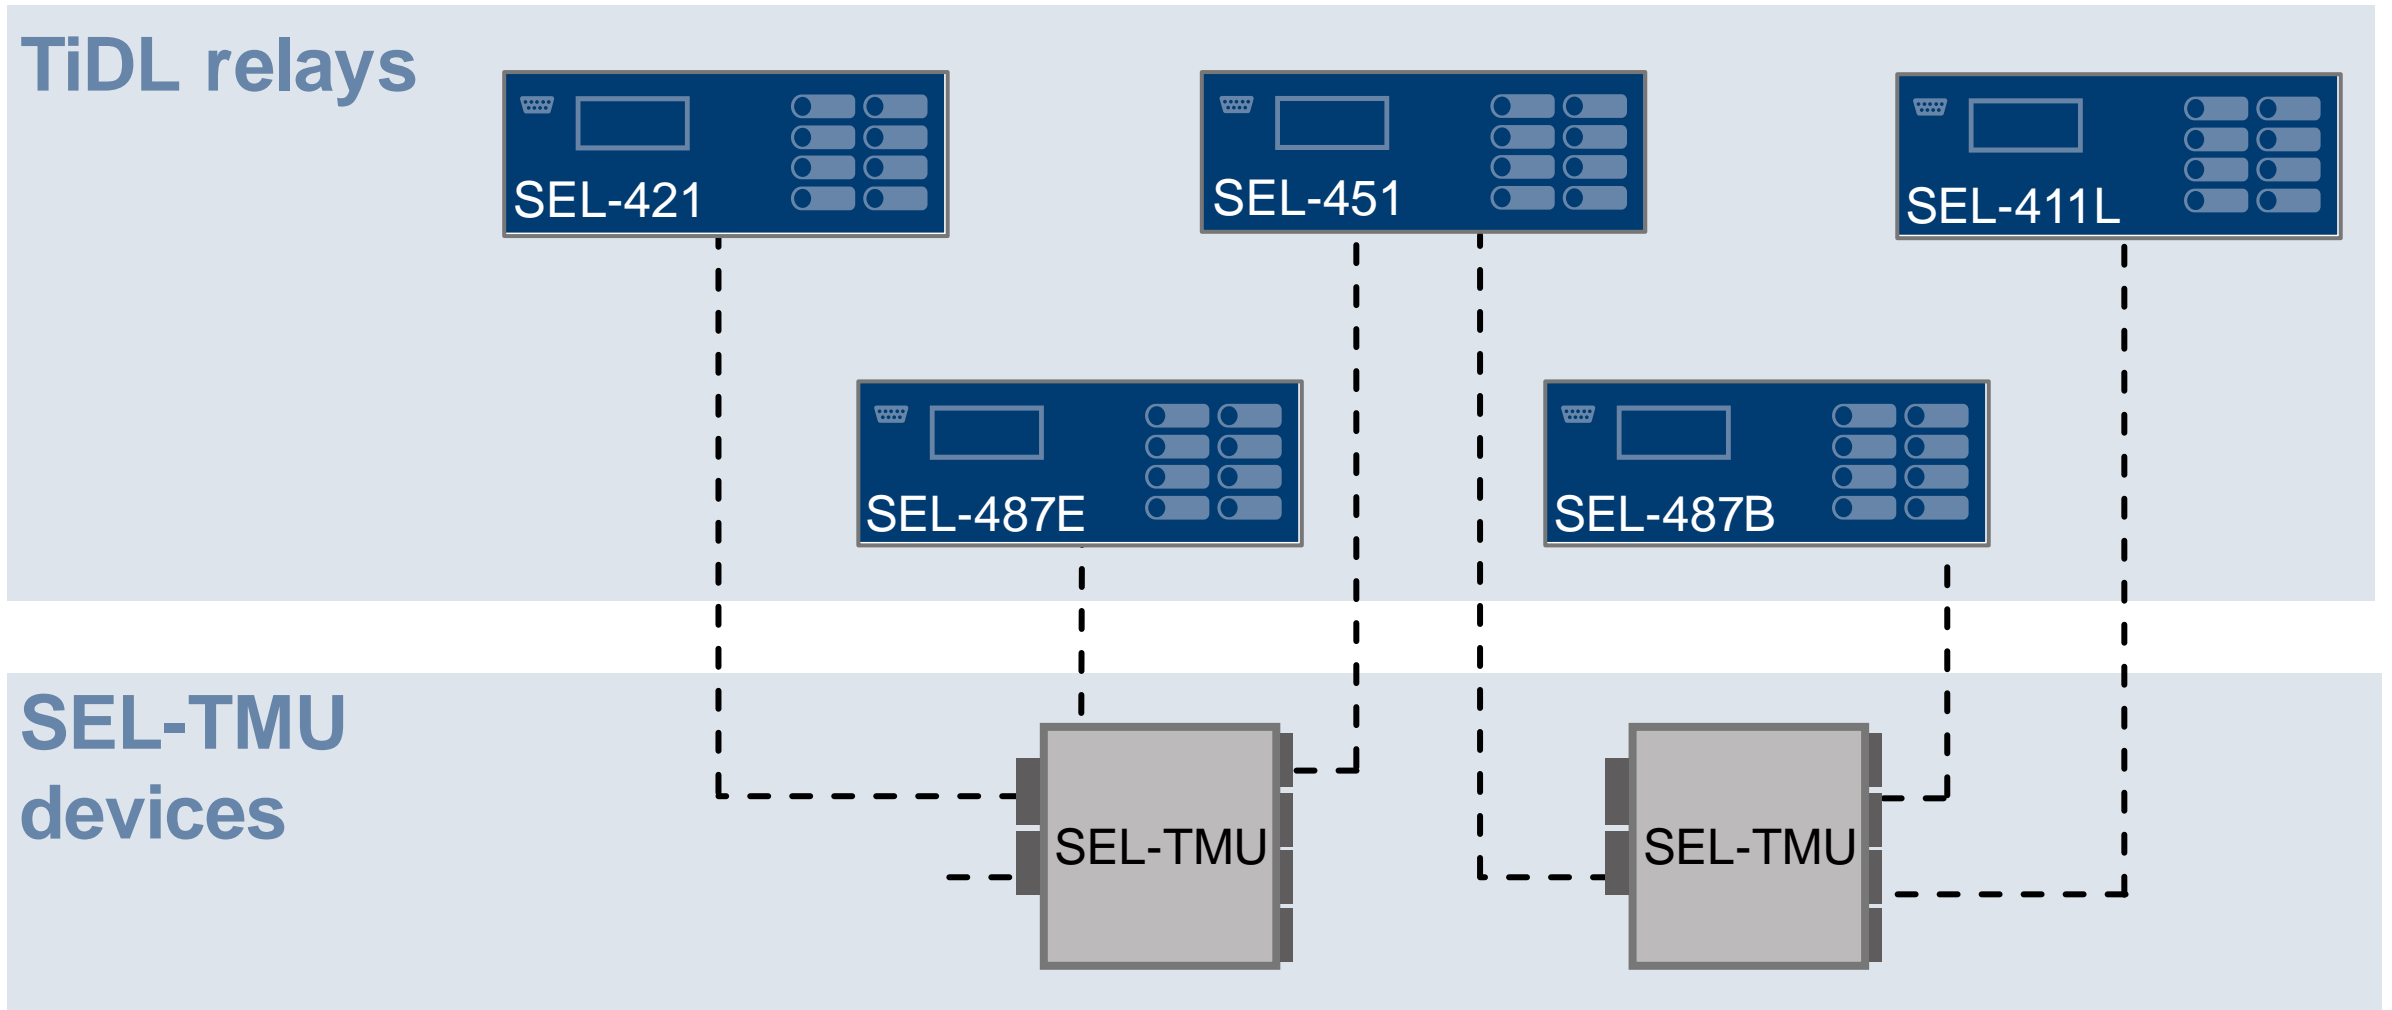 TiDL relays
SEL-421
SEL-451
SEL-411L
SEL-487E
SEL-487B
SEL-TMU
devices
SEL-TMU
SEL-TMU